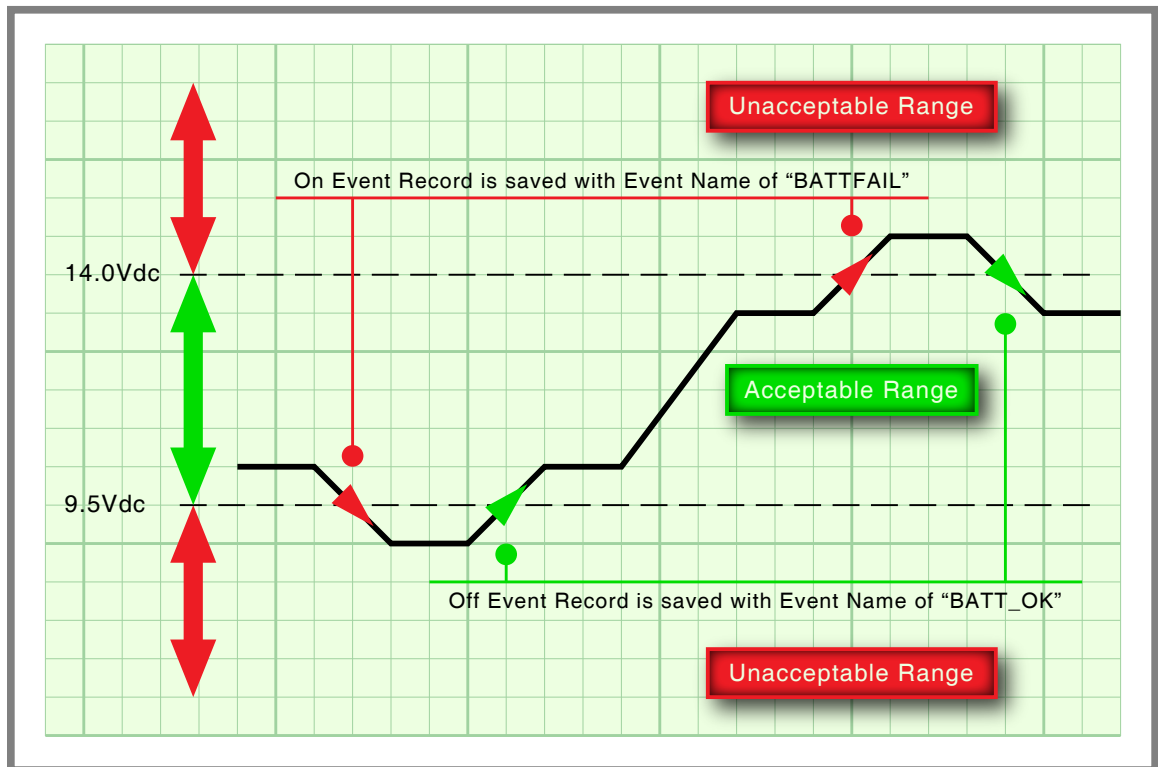 Unacceptable Range
On Event Record is saved with Event Name of “BATTFAIL”
14.0Vdc
Acceptable Range
9.5Vdc
Off Event Record is saved with Event Name of “BATT_OK”
Unacceptable Range